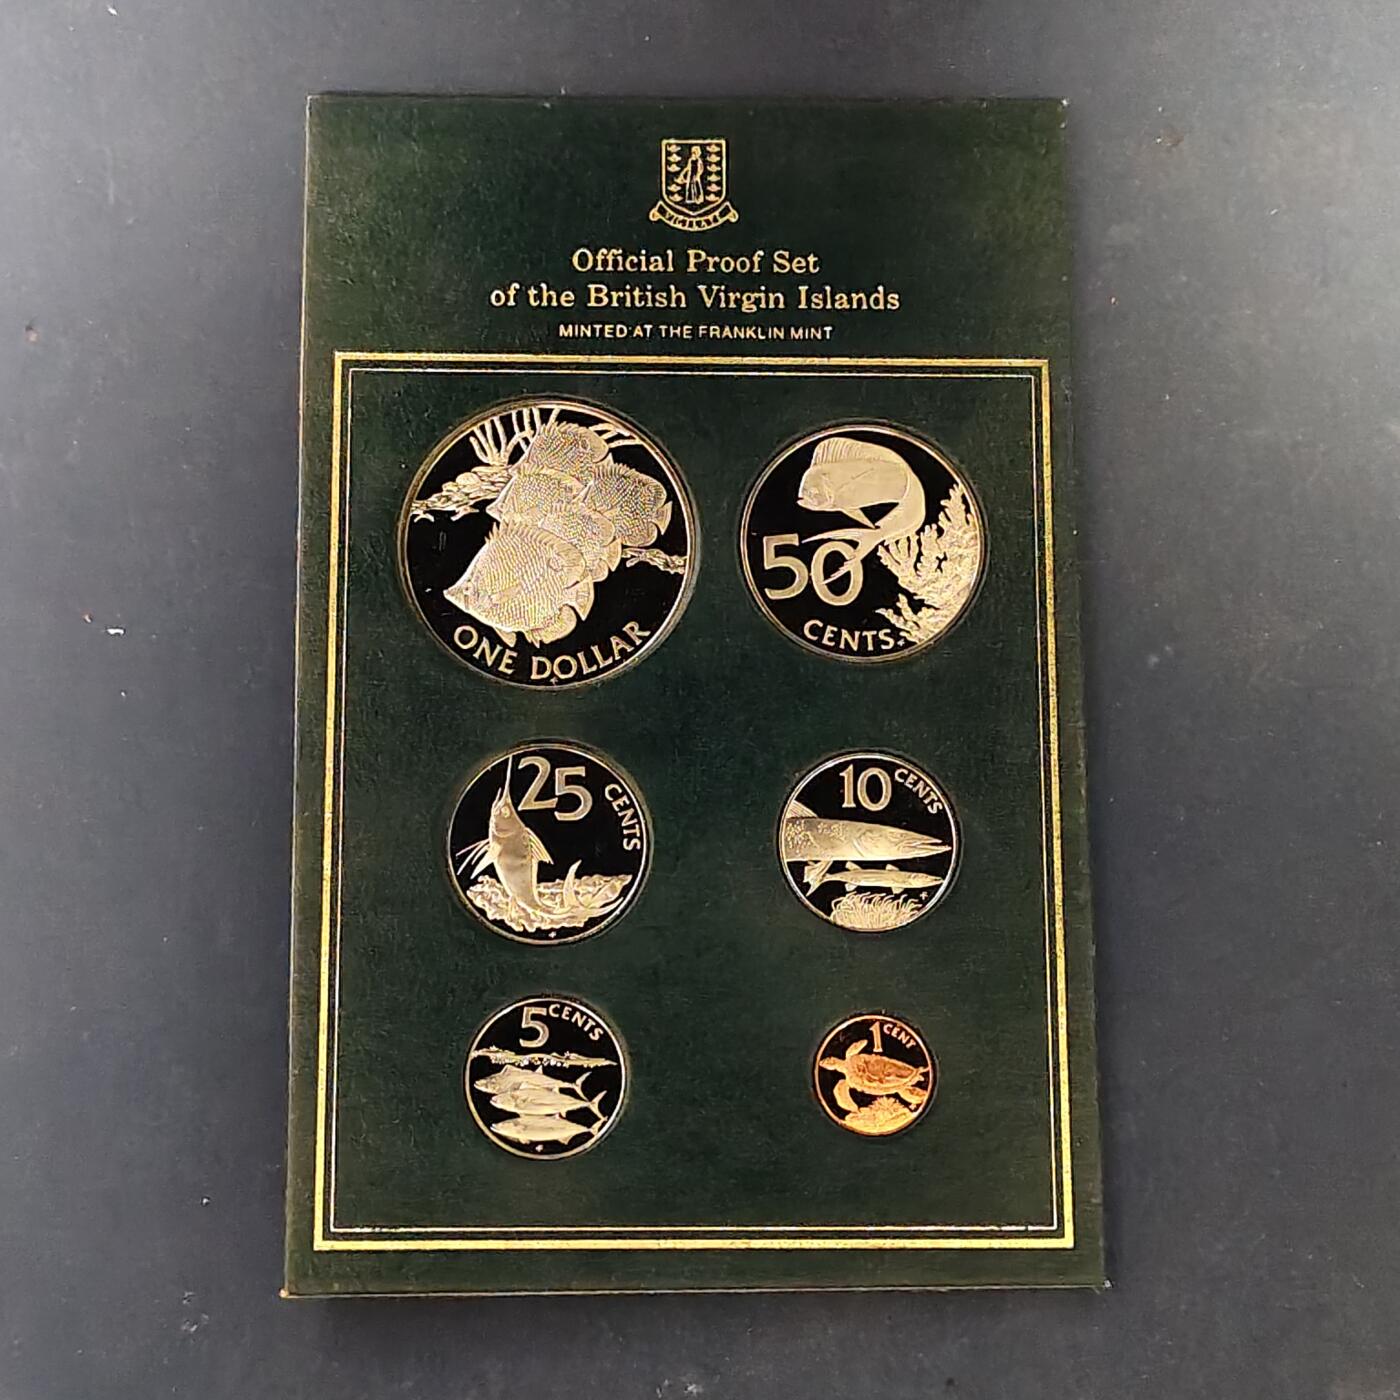 VIGILATE
Official Proof Set
of the British Virgin Islands
MINTED AT THE FRANKLIN MINT
ONE DOLLAR
50
CENTS
25 CENTS
10 CENTS
5 CENTS
1 CENT